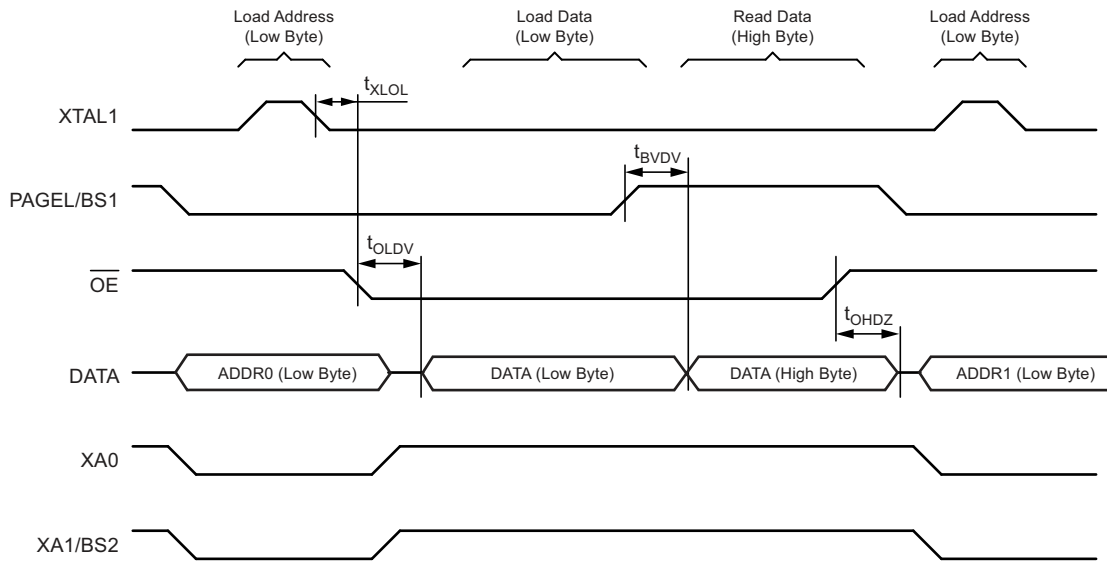 Load Address
(Low Byte)
Load Data
(Low Byte)
Read Data
(High Byte)
Load Address
(Low Byte)
XTAL1
tXLOL
PAGEL/BS1
tBVDV
OE
tOLDV
tOHDZ
DATA
ADDR0 (Low Byte)
DATA (Low Byte)
DATA (High Byte)
ADDR1 (Low Byte)
XA0
XA1/BS2